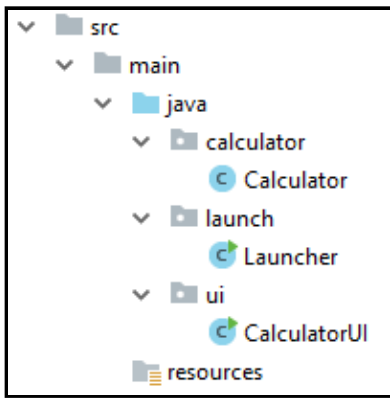 src
main
java
calculator
C Calculator
launch
C Launcher
ui
C CalculatorUI
resources